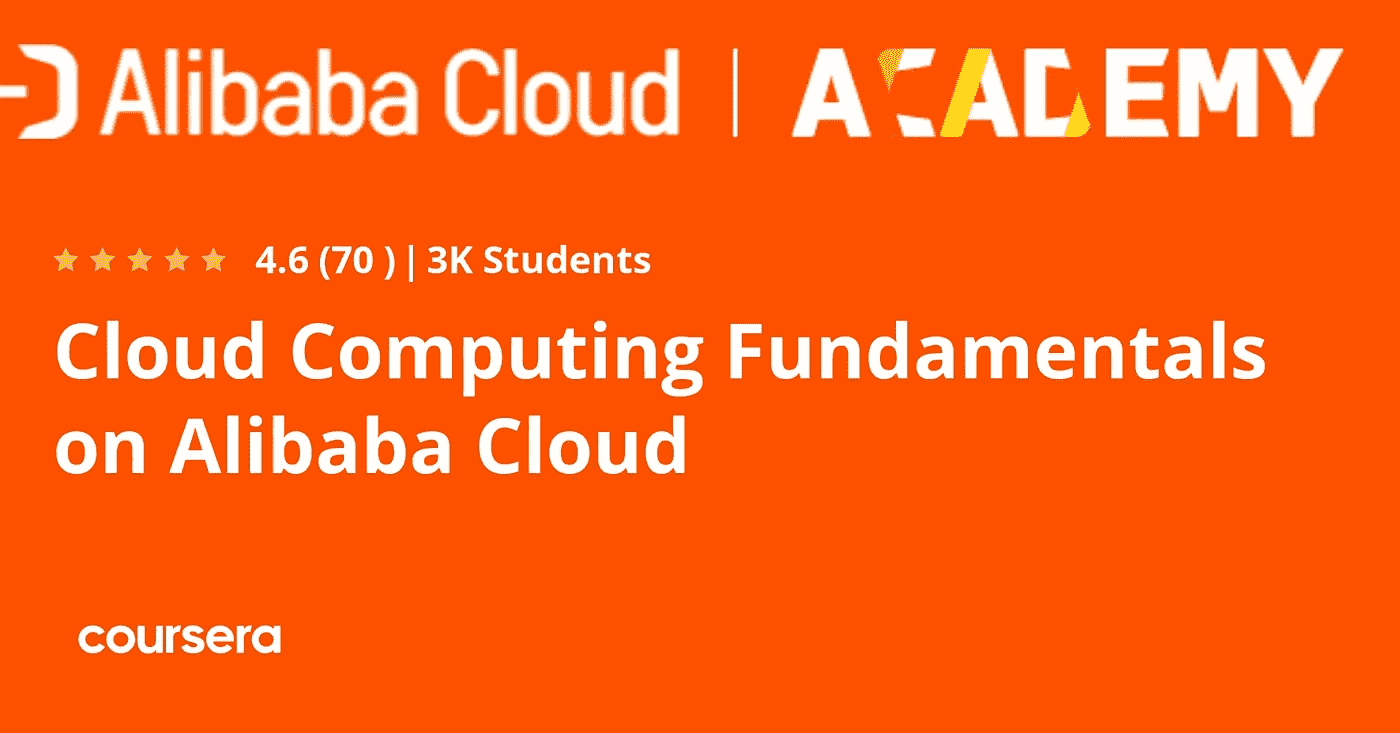 Alibaba Cloud | ACADEMY
4.6 (70 ) | 3K Students
Cloud Computing Fundamentals
on Alibaba Cloud
coursera